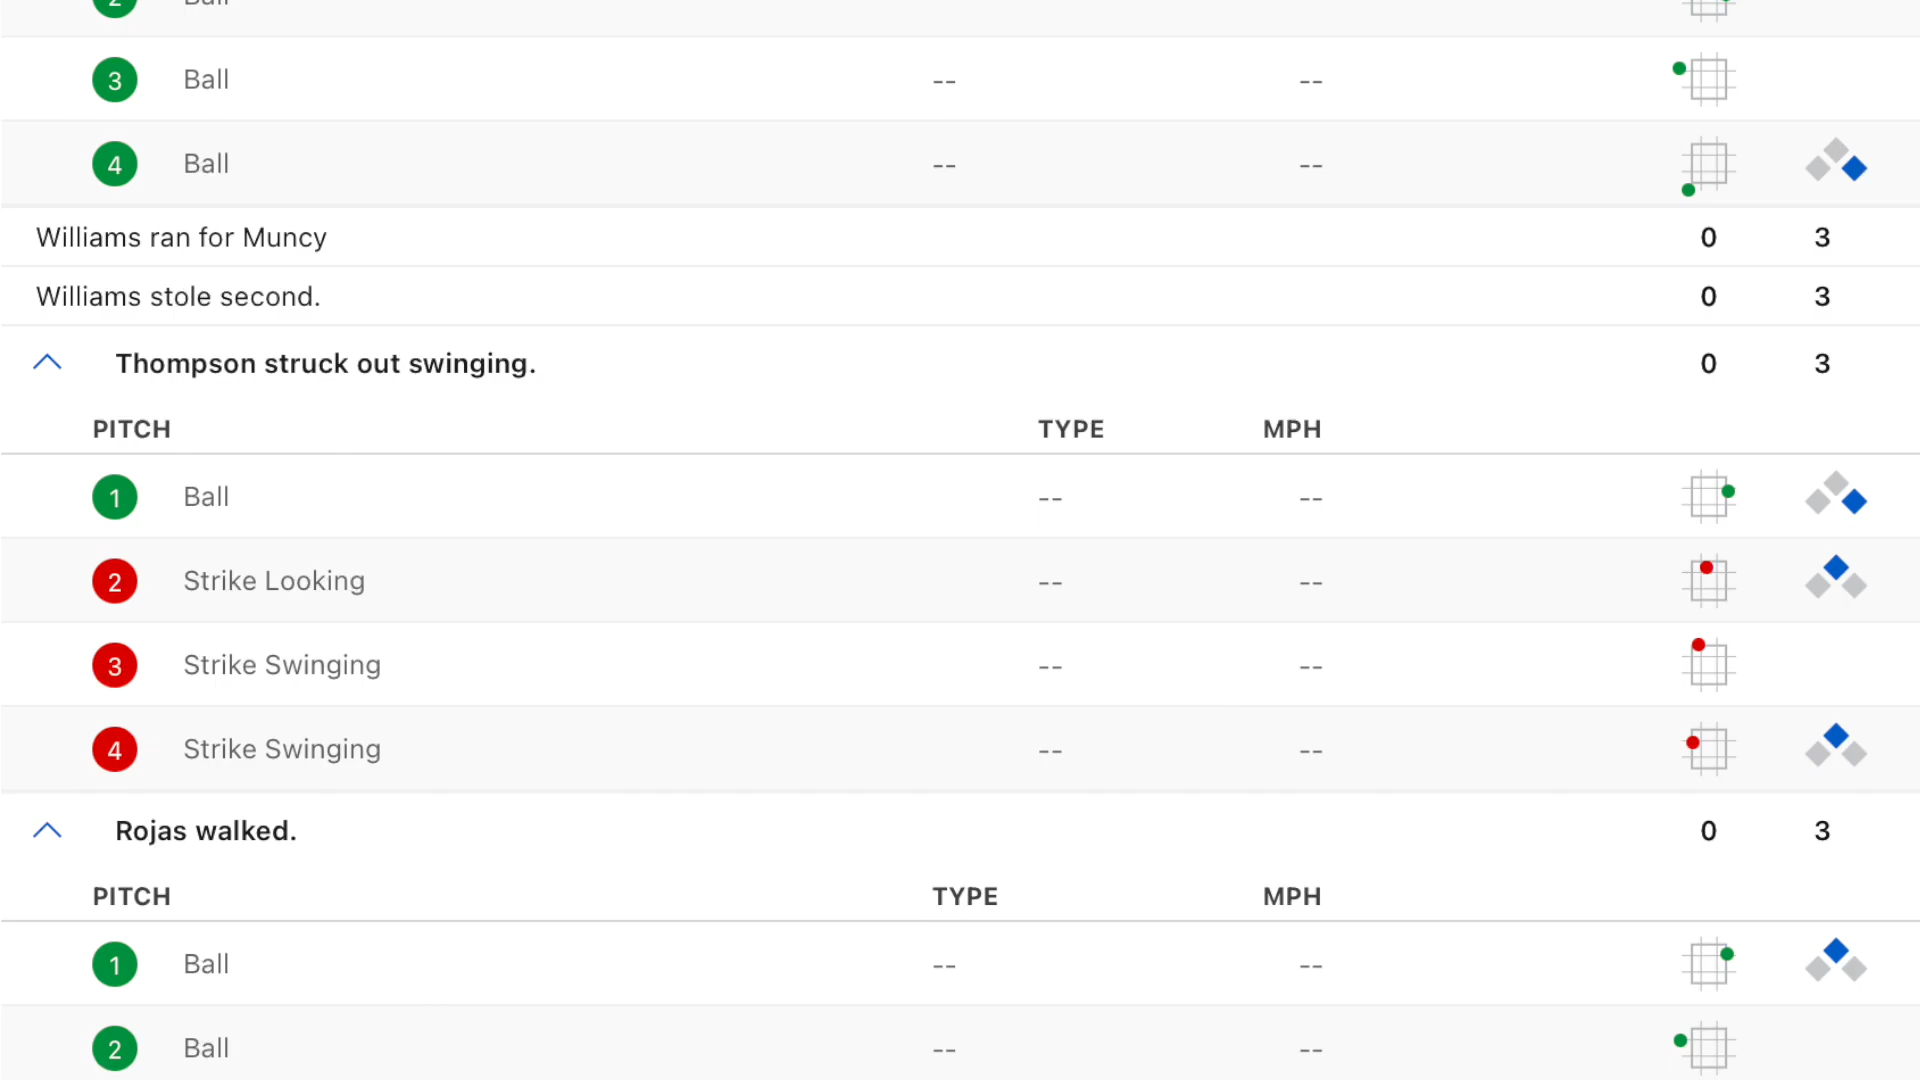 2 Ball
3 Ball -- --
4 Ball -- --
Williams ran for Muncy 0 3
Williams stole second. 0 3
Thompson struck out swinging. 0 3
PITCH TYPE MPH
1 Ball -- --
2 Strike Looking -- --
3 Strike Swinging -- --
4 Strike Swinging -- --
Rojas walked. 0 3
PITCH TYPE MPH
1 Ball -- --
2 Ball -- --